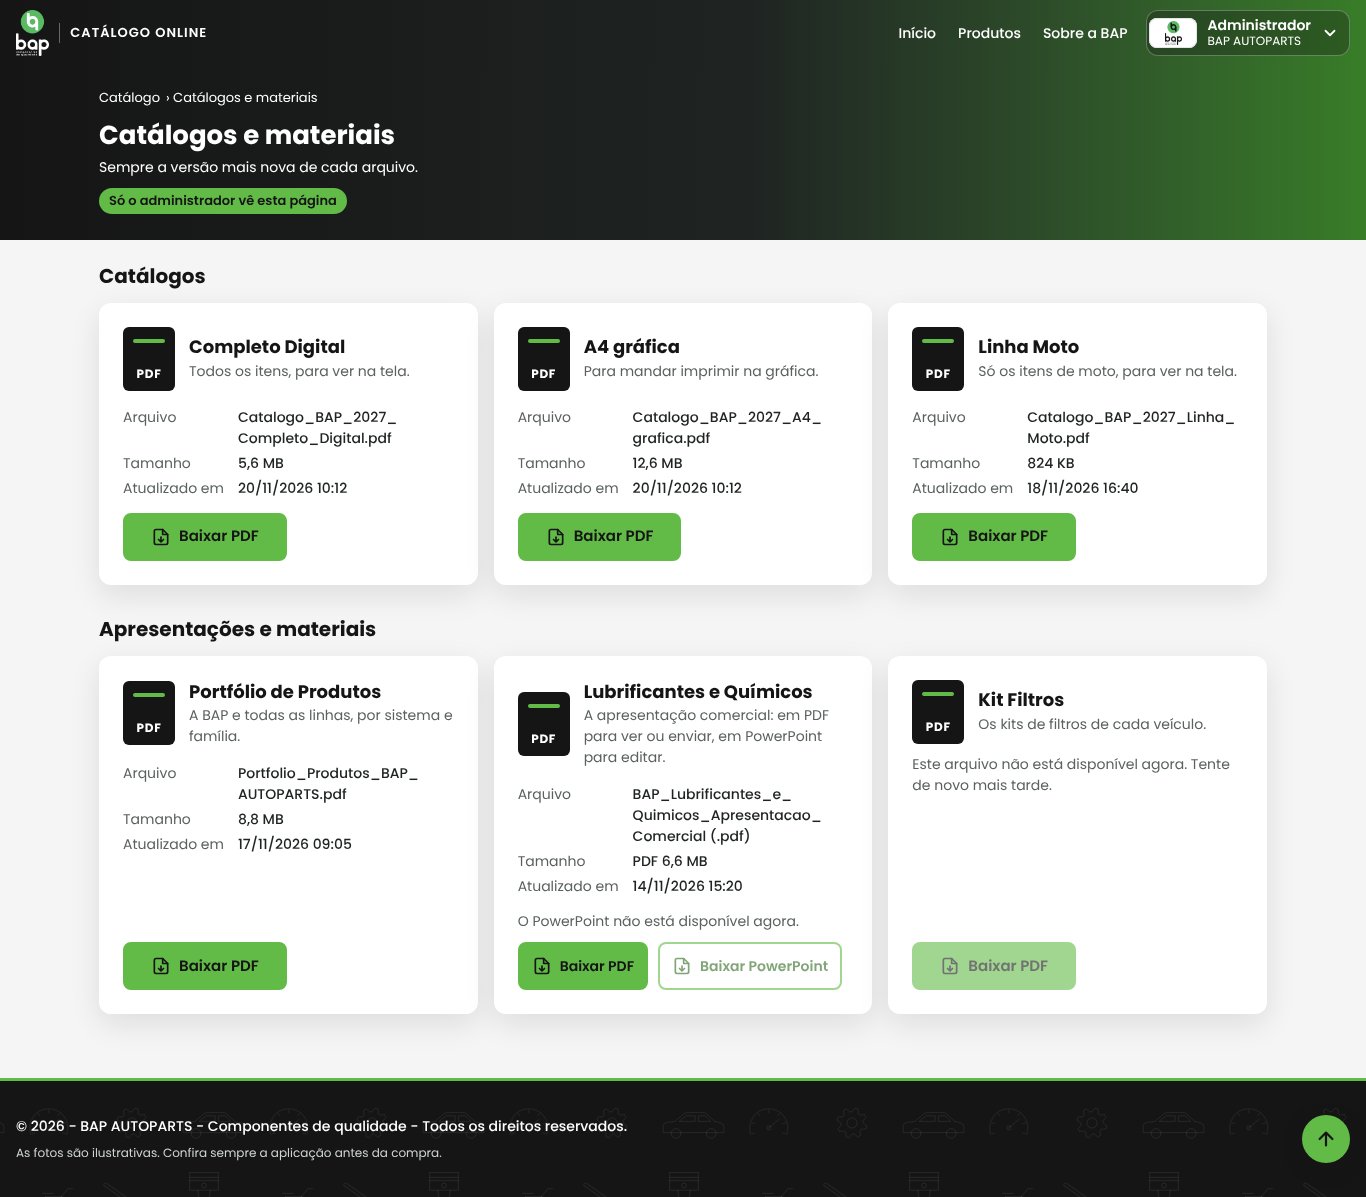 bap
CATÁLOGO ONLINE
Início
Produtos
Sobre a BAP
bap
Administrador
BAP AUTOPARTS
Catálogo › Catálogos e materiais
Catálogos e materiais
Sempre a versão mais nova de cada arquivo.
Só o administrador vê esta página
Catálogos
PDF
Completo Digital
Todos os itens, para ver na tela.
Arquivo
Catalogo_BAP_2027_
Completo_Digital.pdf
Tamanho
5,6 MB
Atualizado em
20/11/2026 10:12
Baixar PDF
PDF
A4 gráfica
Para mandar imprimir na gráfica.
Arquivo
Catalogo_BAP_2027_A4_
grafica.pdf
Tamanho
12,6 MB
Atualizado em
20/11/2026 10:12
Baixar PDF
PDF
Linha Moto
Só os itens de moto, para ver na tela.
Arquivo
Catalogo_BAP_2027_Linha_
Moto.pdf
Tamanho
824 KB
Atualizado em
18/11/2026 16:40
Baixar PDF
Apresentações e materiais
PDF
Portfólio de Produtos
A BAP e todas as linhas, por sistema e
família.
Arquivo
Portfolio_Produtos_BAP_
AUTOPARTS.pdf
Tamanho
8,8 MB
Atualizado em
17/11/2026 09:05
Baixar PDF
PDF
Lubrificantes e Químicos
A apresentação comercial: em PDF
para ver ou enviar, em PowerPoint
para editar.
Arquivo
BAP_Lubrificantes_e_
Quimicos_Apresentacao_
Comercial (.pdf)
Tamanho
PDF 6,6 MB
Atualizado em
14/11/2026 15:20
O PowerPoint não está disponível agora.
Baixar PDF
Baixar PowerPoint
PDF
Kit Filtros
Os kits de filtros de cada veículo.
Este arquivo não está disponível agora. Tente
de novo mais tarde.
Baixar PDF
© 2026 - BAP AUTOPARTS - Componentes de qualidade - Todos os direitos reservados.
As fotos são ilustrativas. Confira sempre a aplicação antes da compra.